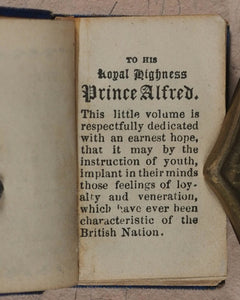 TO HIS
Royal Highness
Prince Alfred.
This little volume is
respectfully dedicated
with an earnest hope,
that it may by the
instruction of youth,
implant in their minds
those feelings of loy-
alty and veneration,
which have ever been
characteristic of the
British Nation.